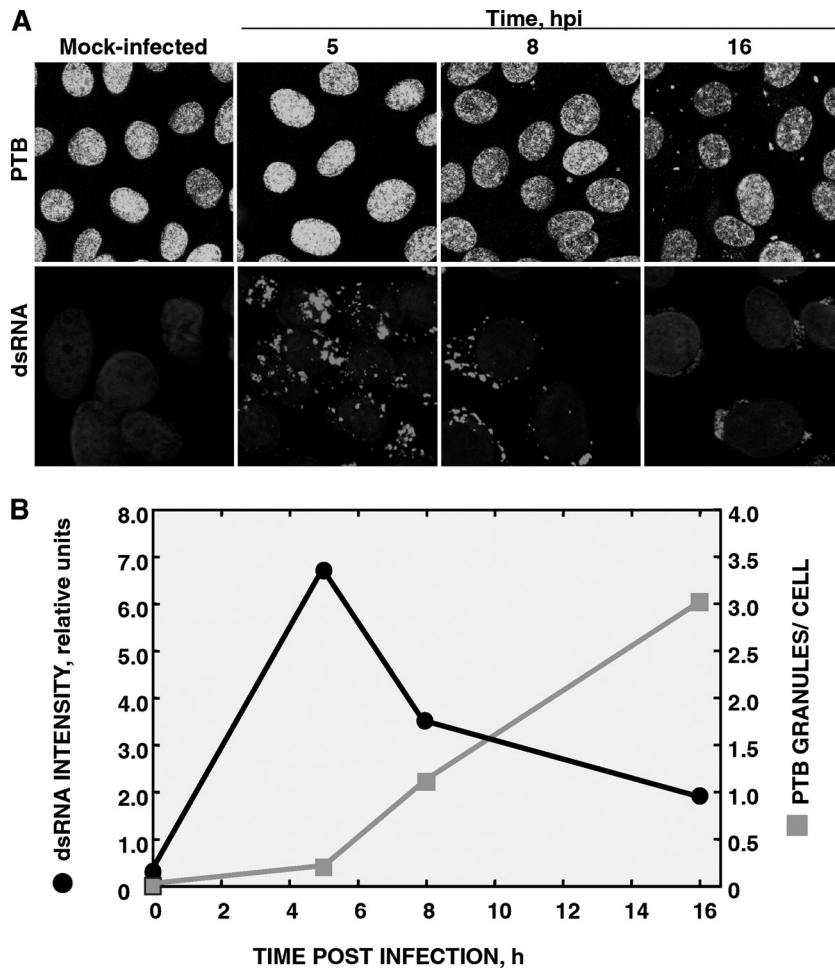 A
Time, hpi
Mock-infected 5 8 16
PTB
dsRNA
B
8.0
7.0
6.0
5.0
4.0
3.0
2.0
1.0
0
dsRNA INTENSITY, relative units
4.0
3.5
3.0
2.5
2.0
1.5
1.0
0.5
0
PTB GRANULES/ CELL
0 2 4 6 8 10 12 14 16
TIME POST INFECTION, h